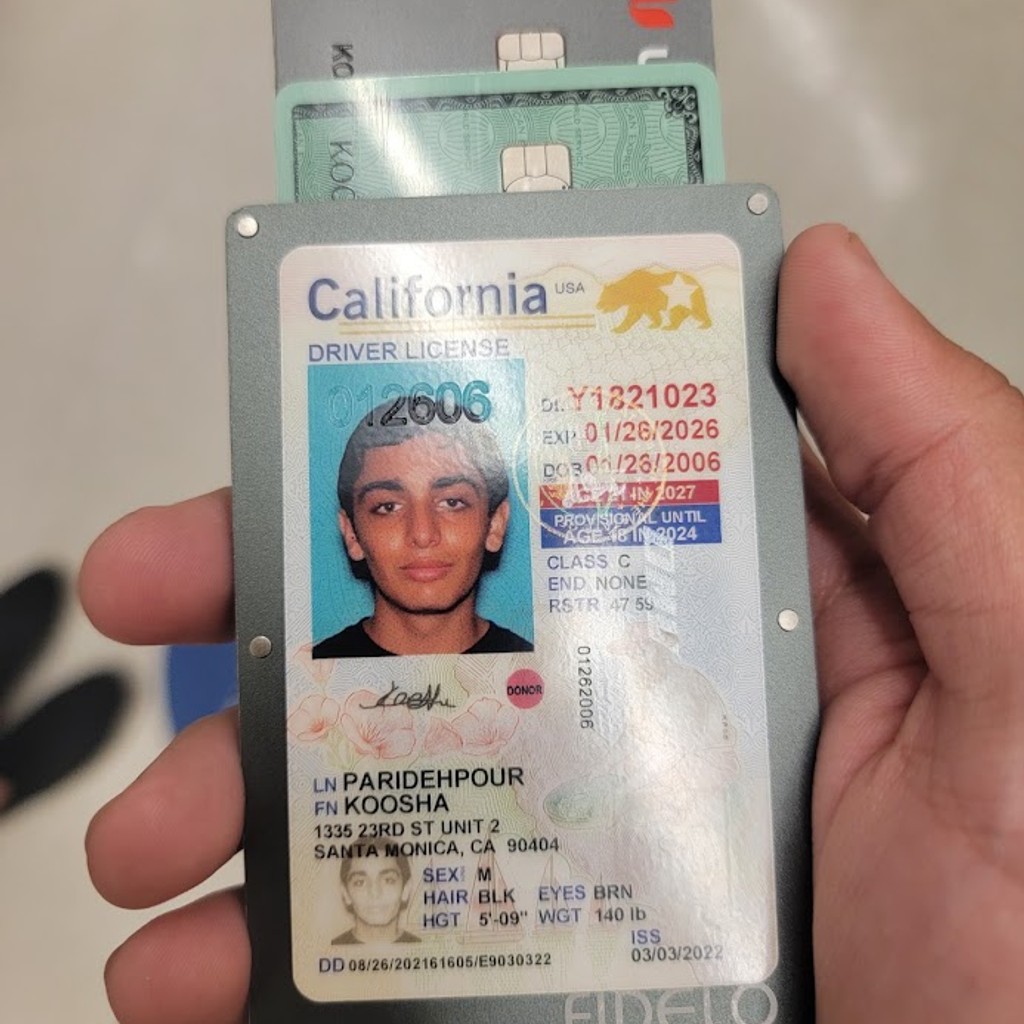 KO
KOO
California USA
DRIVER LICENSE
012606
DL Y1821023
EXP 01/26/2026
DOB 01/26/2006
AGE 21 IN 2027
PROVISIONAL UNTIL
AGE 18 IN 2024
CLASS C
END NONE
RSTR 47 59
01262006
DONOR
LN PARIDEHPOUR
FN KOOSHA
1335 23RD ST UNIT 2
SANTA MONICA, CA 90404
SEX M
HAIR BLK EYES BRN
HGT 5'-09" WGT 140 lb
ISS
DD 08/26/202161605/E9030322 03/03/2022
FIDELO